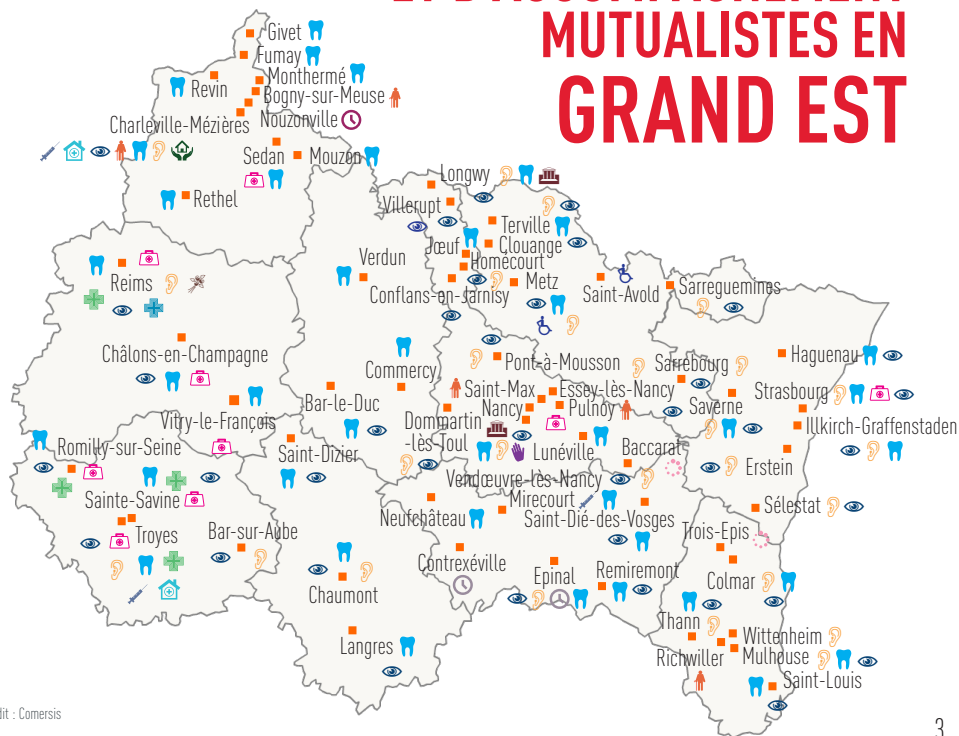 ET D'ACCOMPAGNEMENT
MUTUALISTES EN
GRAND EST
Givet
Fumay
Monthermé
Revin
Bogny-sur-Meuse
Charleville-Mézières
Nouzonville
Sedan
Mouzon
Rethel
Longwy
Villerupt
Terville
Verdun
Jœuf
Clouange
Homécourt
Reims
Metz
Conflans-en-Jarnisy
Saint-Avold
Sarreguemines
Châlons-en-Champagne
Pont-à-Mousson
Sarrebourg
Haguenau
Commercy
Saint-Max
Essey-lès-Nancy
Strasbourg
Bar-le-Duc
Nancy
Pulnoy
Saverne
Vitry-le-François
Dommartin
-lès-Toul
Illkirch-Graffenstaden
Romilly-sur-Seine
Saint-Dizier
Lunéville
Baccarat
Erstein
Vendœuvre-lès-Nancy
Sainte-Savine
Mirecourt
Sélestat
Neufchâteau
Saint-Dié-des-Vosges
Troyes
Bar-sur-Aube
Trois-Epis
Contrexéville
Epinal
Remiremont
Colmar
Chaumont
Thann
Wittenheim
Langres
Richwiller
Mulhouse
Saint-Louis
dit : Comersis
3